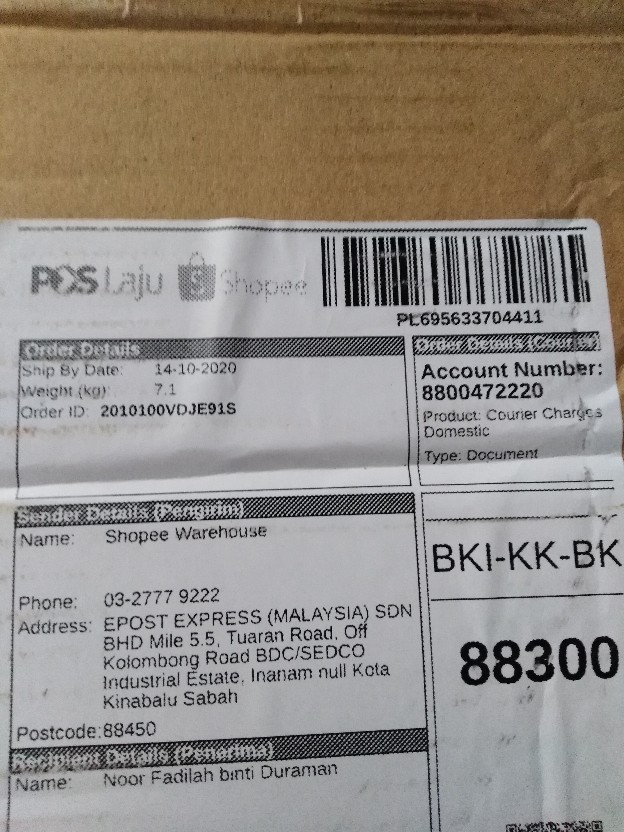 POS Laju Shopee
PL695633704411
Order Details
Ship By Date: 14-10-2020
Weight (kg): 7.1
Order ID: 2010100VDJE91S
Order Details (Courier)
Account Number:
8800472220
Product: Courier Charges
Domestic
Type: Document
Sender Details (Pengirim)
Name: Shopee Warehouse
Phone: 03-2777 9222
Address: EPOST EXPRESS (MALAYSIA) SDN
BHD Mile 5.5, Tuaran Road, Off
Kolombong Road BDC/SEDCO
Industrial Estate, Inanam null Kota
Kinabalu Sabah
Postcode:88450
BKI-KK-BK
88300
Recipient Details (Penerima)
Name: Noor Fadilah binti Duraman